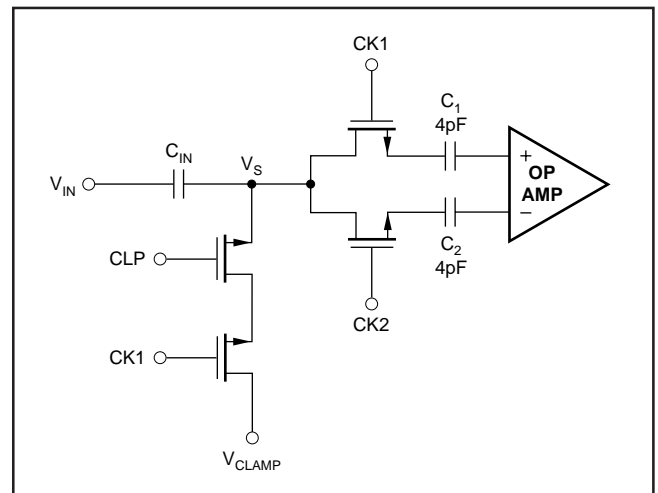 CK1
C1
4pF
CIN
VS
VIN
+
OP
AMP
−
C2
4pF
CLP
CK2
CK1
VCLAMP